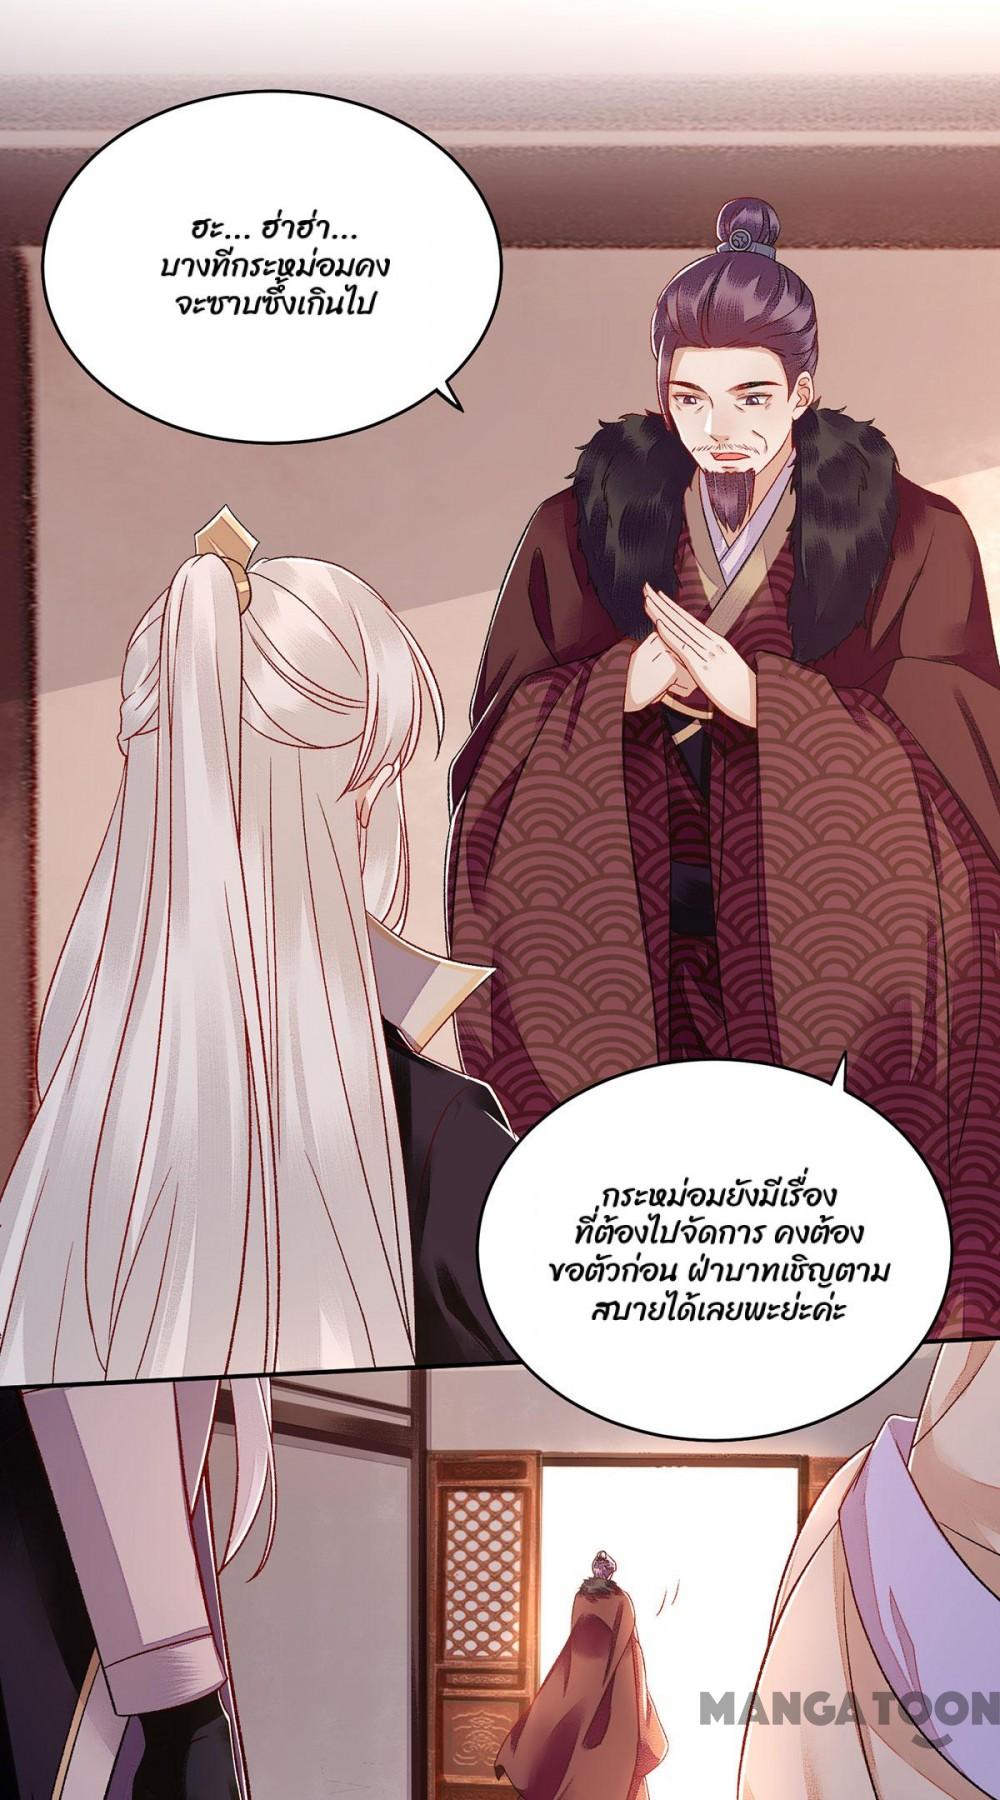 ฮะ... ฮ่าฮ่า...
บางทีกระหม่อมคง
จะซาบซึ้งเกินไป
กระหม่อมยังมีเรื่อง
ที่ต้องไปจัดการ คงต้อง
ขอตัวก่อน ฝ่าบาทเชิญตาม
สบายได้เลยพะย่ะค่ะ
MANGATOON